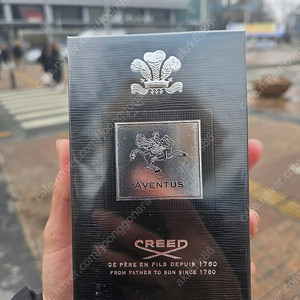 AVENTUS
CREED
DE PÈRE EN FILS DEPUIS 1760
FROM FATHER TO SON SINCE 1760